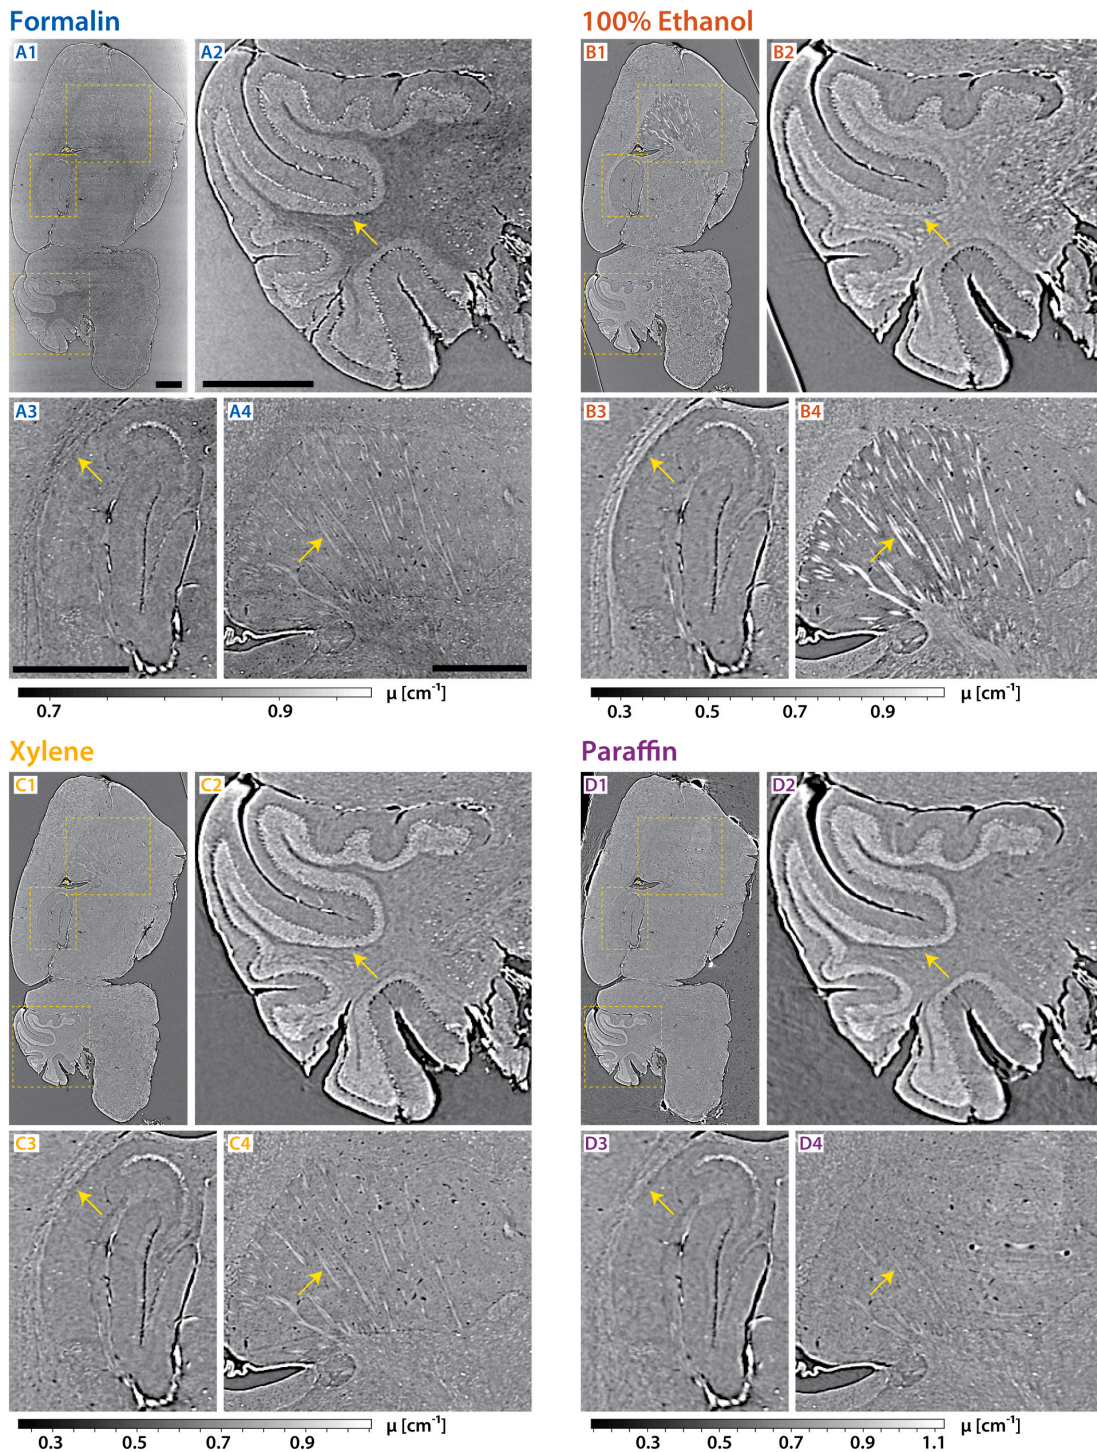 Formalin
100% Ethanol
A1
A2
B1
B2
A3
A4
B3
B4
0.7
0.9
μ [cm⁻¹]
0.3
0.5
0.7
0.9
μ [cm⁻¹]
Xylene
Paraffin
C1
C2
D1
D2
C3
C4
D3
D4
0.3
0.5
0.7
0.9
μ [cm⁻¹]
0.3
0.5
0.7
0.9
1.1
μ [cm⁻¹]